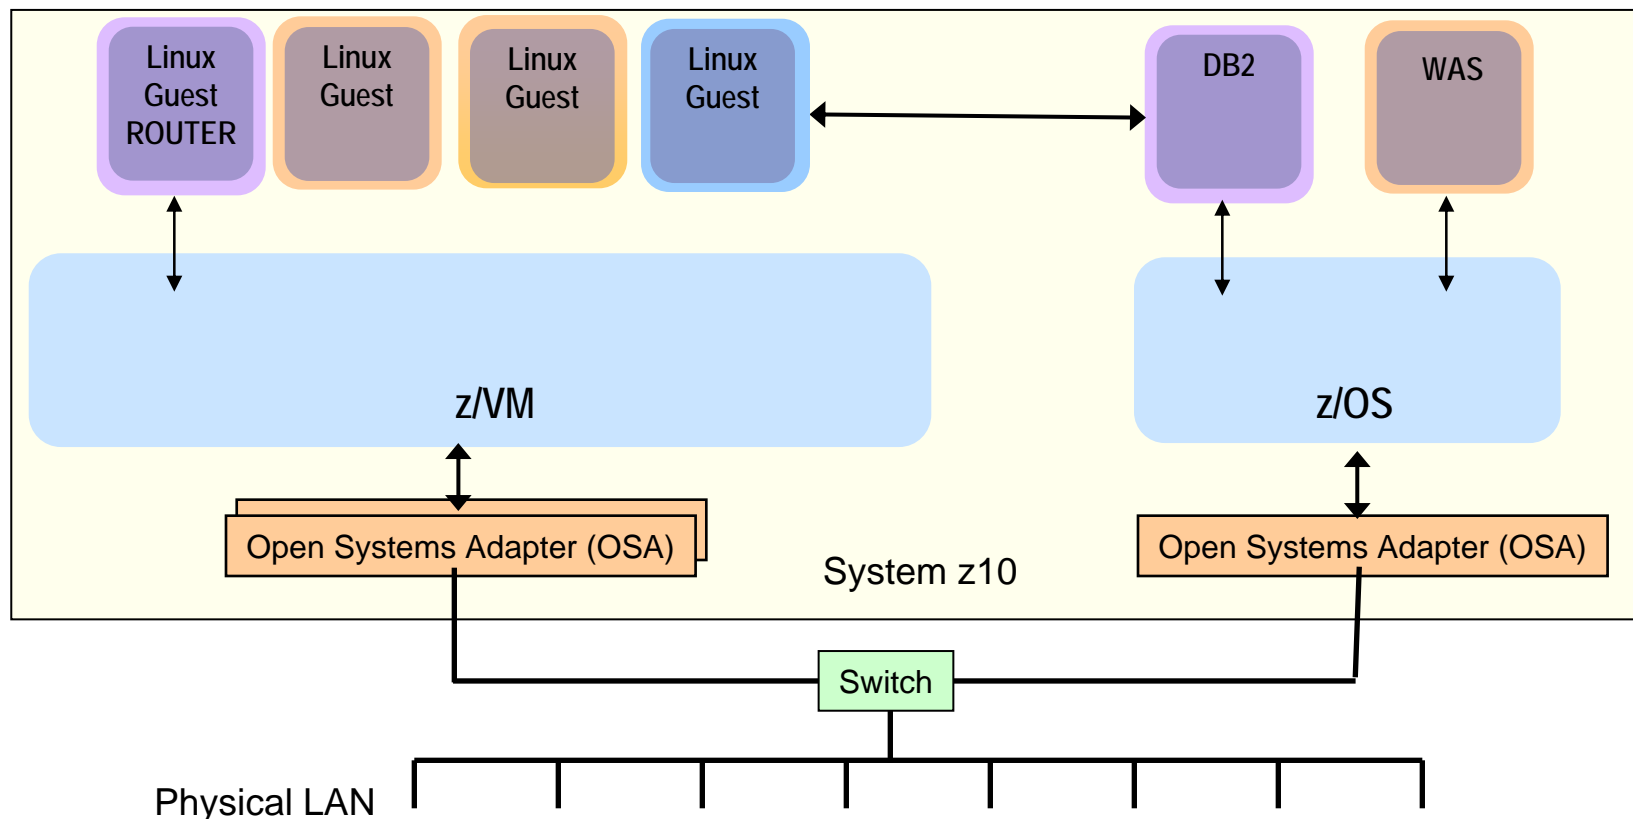 Linux
Guest
ROUTER
Linux
Guest
Linux
Guest
Linux
Guest
DB2
WAS
z/VM
z/OS
Open Systems Adapter (OSA)
Open Systems Adapter (OSA)
System z10
Switch
Physical LAN